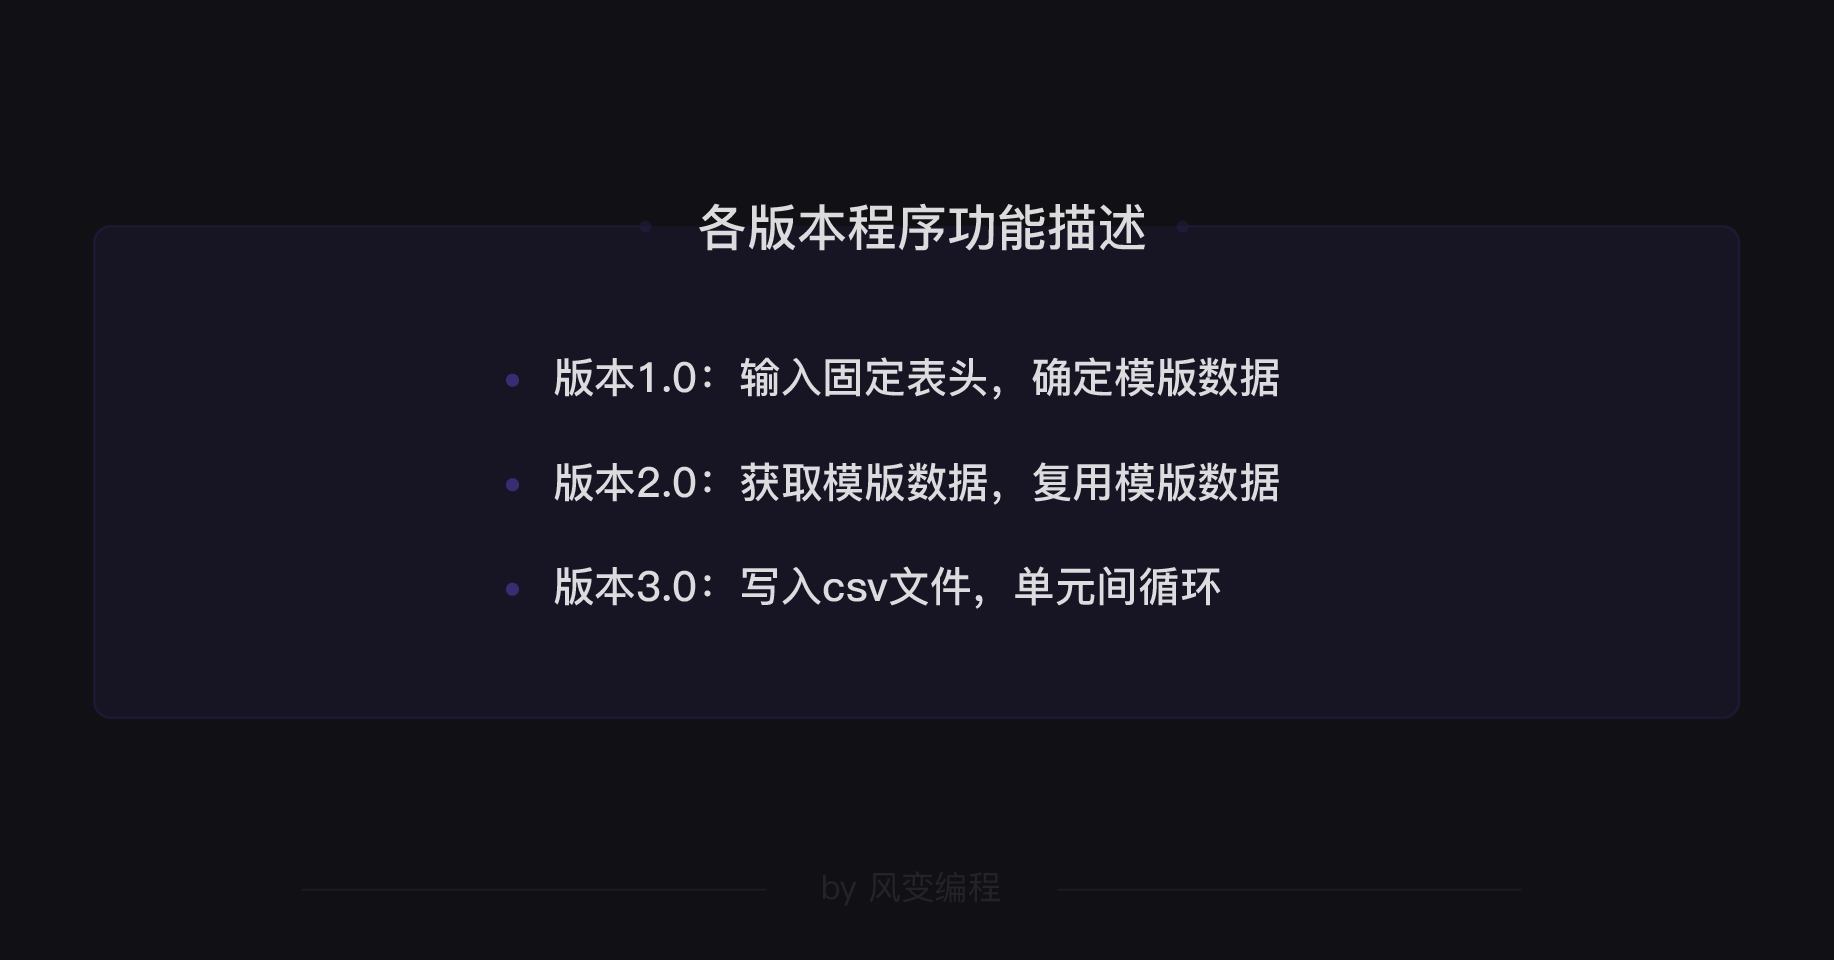 各版本程序功能描述
版本1.0：输入固定表头，确定模版数据
版本2.0：获取模版数据，复用模版数据
版本3.0：写入csv文件，单元间循环
by 风变编程